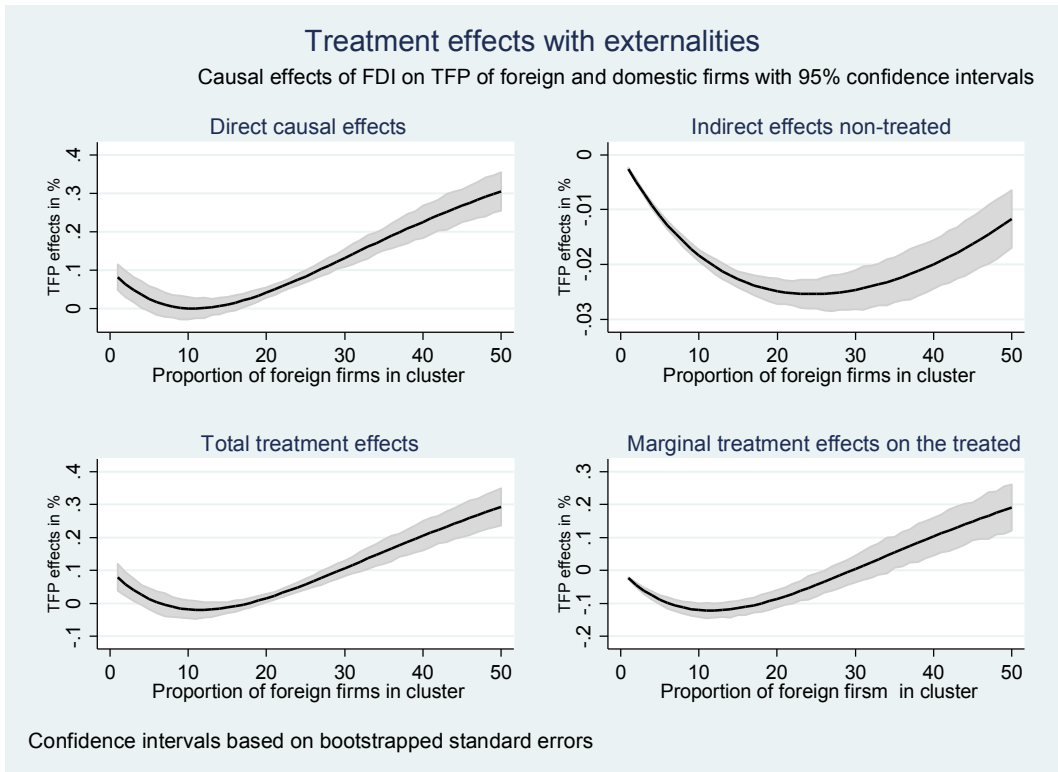 Treatment effects with externalities
Causal effects of FDI on TFP of foreign and domestic firms with 95% confidence intervals
Direct causal effects
TFP effects in %
.4
.3
.2
.1
0
0 10 20 30 40 50
Proportion of foreign firms in cluster
Indirect effects non-treated
TFP effects in %
0
-.01
-.02
-.03
0 10 20 30 40 50
Proportion of foreign firms in cluster
Total treatment effects
TFP effects in %
.4
.3
.2
.1
0
-.1
0 10 20 30 40 50
Proportion of foreign firms in cluster
Marginal treatment effects on the treated
TFP effects in %
.3
.2
.1
0
-.1
-.2
0 10 20 30 40 50
Proportion of foreign firsm in cluster
Confidence intervals based on bootstrapped standard errors